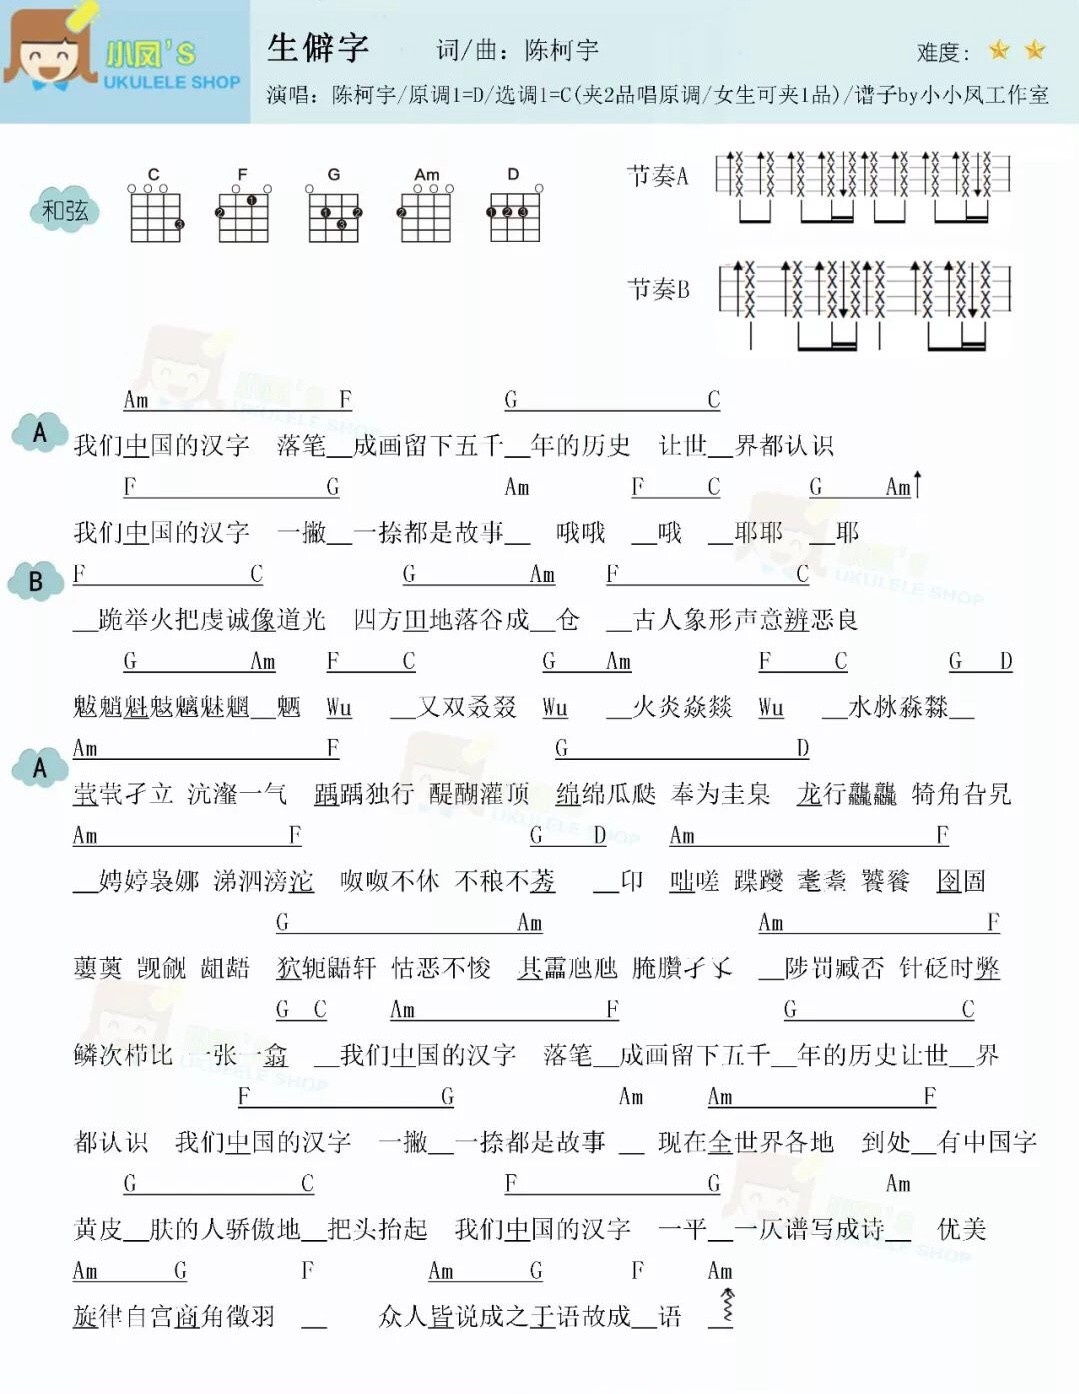 小凤'S
UKULELE SHOP
生僻字 词/曲：陈柯宇
难度：
演唱：陈柯宇/原调1=D/选调1=C(夹2品唱原调/女生可夹1品)/谱子by小小凤工作室
和弦 C F G Am D
节奏A
节奏B
Am F G C
A 我们中国的汉字 落笔__成画留下五千__年的历史 让世__界都认识
F G Am F C G Am
我们中国的汉字 一撇__一捺都是故事__ 哦哦 __哦 __耶耶 __耶
F C G Am F C
B __跪举火把虔诚像道光 四方田地落谷成__仓 __古人象形声意辨恶良
G Am F C G Am F C G D
魃魈魁鬾魑魅魍__魉 Wu __又双叒叕 Wu __火炎焱燚 Wu __水沝淼㵘__
Am F G D
A 茕茕孑立 沆瀣一气 踽踽独行 醍醐灌顶 绵绵瓜瓞 奉为圭臬 龙行龘龘 犄角旮旯
Am F G D Am F
__娉婷袅娜 涕泗滂沱 呶呶不休 不稂不莠 __卬 咄嗟 蹀躞 耄耋 饕餮 囹圄
G Am Am F
蘡薁 觊觎 龃龉 狖轭鼯轩 怙恶不悛 其靁虺虺 腌臢孑孓 __陟罚臧否 针砭时弊
G C Am F G C
鳞次栉比 一张一翕 __我们中国的汉字 落笔__成画留下五千__年的历史让世__界
F G Am Am F
都认识 我们中国的汉字 一撇__一捺都是故事 __ 现在全世界各地 到处__有中国字
G C F G Am
黄皮__肤的人骄傲地__把头抬起 我们中国的汉字 一平__一仄谱写成诗__ 优美
Am G F Am G F Am
旋律自宫商角徵羽 __ 众人皆说成之于语故成__语 __